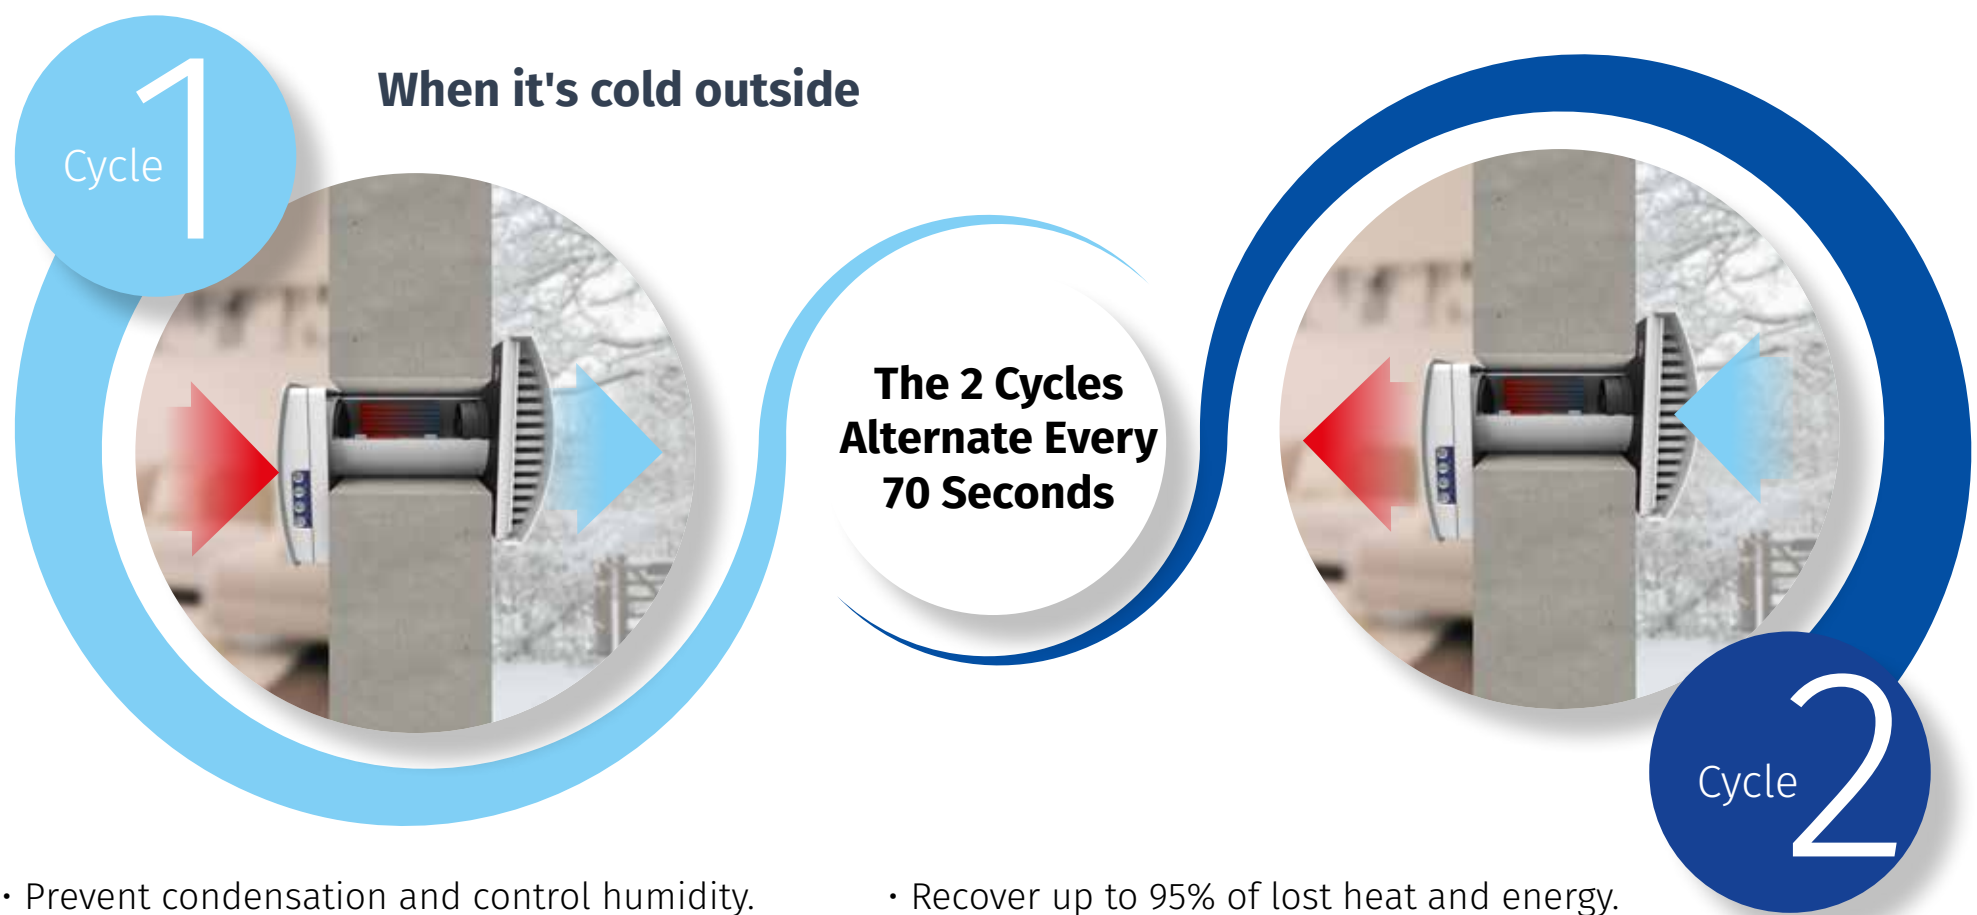 Cycle 1
When it's cold outside
The 2 Cycles
Alternate Every
70 Seconds
Cycle 2
· Prevent condensation and control humidity.
· Recover up to 95% of lost heat and energy.